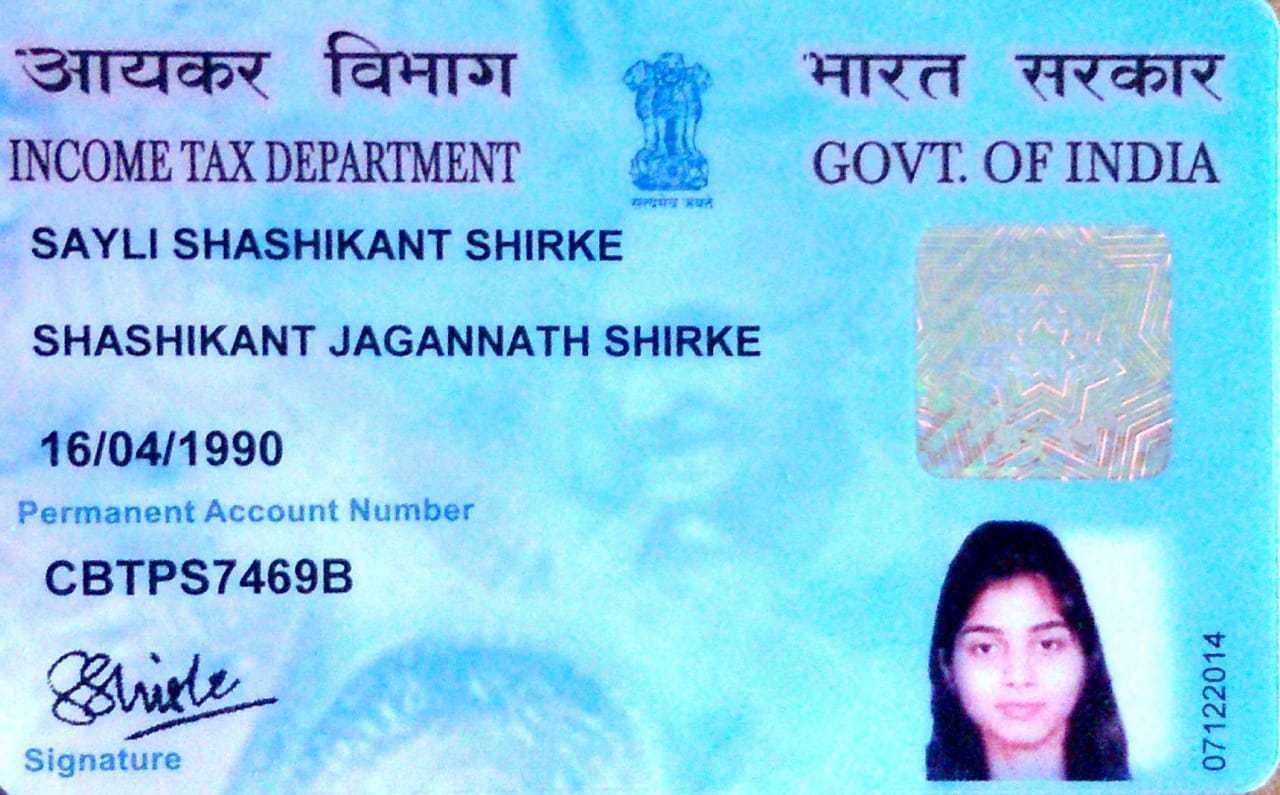 आयकर विभाग
भारत सरकार
INCOME TAX DEPARTMENT
GOVT. OF INDIA
सत्यमेव जयते
SAYLI SHASHIKANT SHIRKE
SHASHIKANT JAGANNATH SHIRKE
16/04/1990
Permanent Account Number
CBTPS7469B
SShirke
Signature
07122014